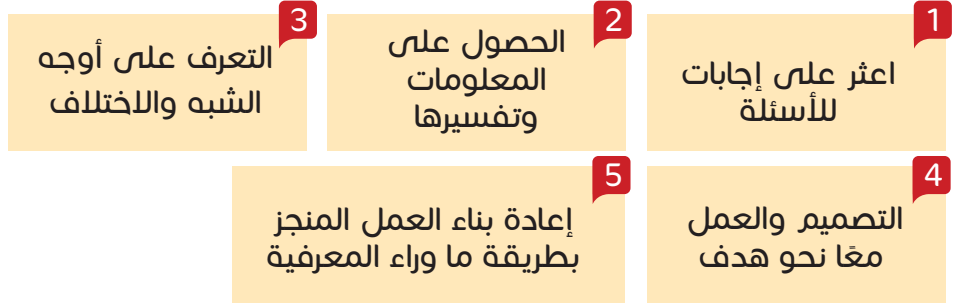 1
اعثر على إجابات
للأسئلة
2
الحصول على
المعلومات
وتفسيرها
3
التعرف على أوجه
الشبه والاختلاف
4
التصميم والعمل
معًا نحو هدف
5
إعادة بناء العمل المنجز
بطريقة ما وراء المعرفية